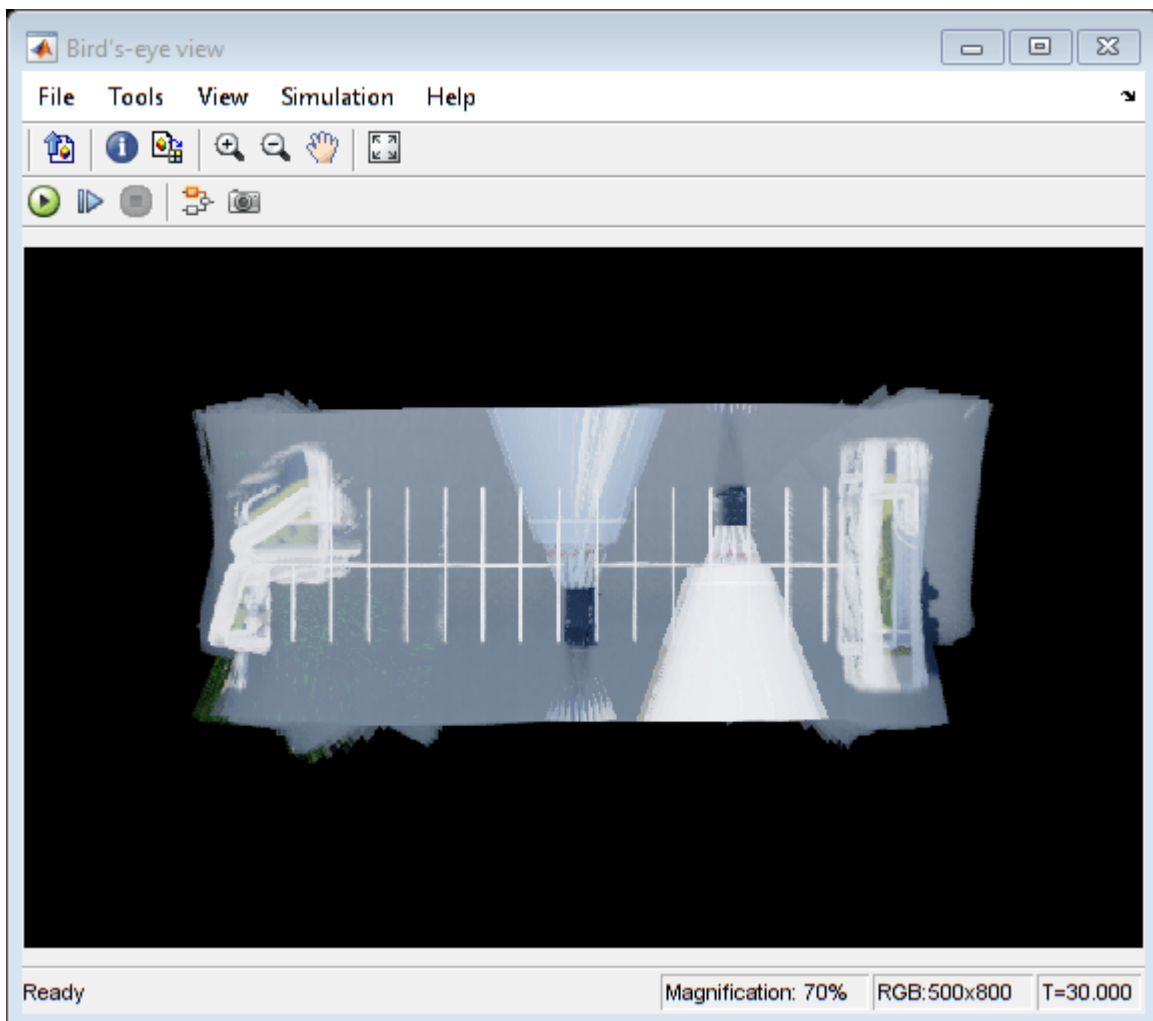 Bird's-eye view
File Tools View Simulation Help
Ready Magnification: 70% RGB:500x800 T=30.000